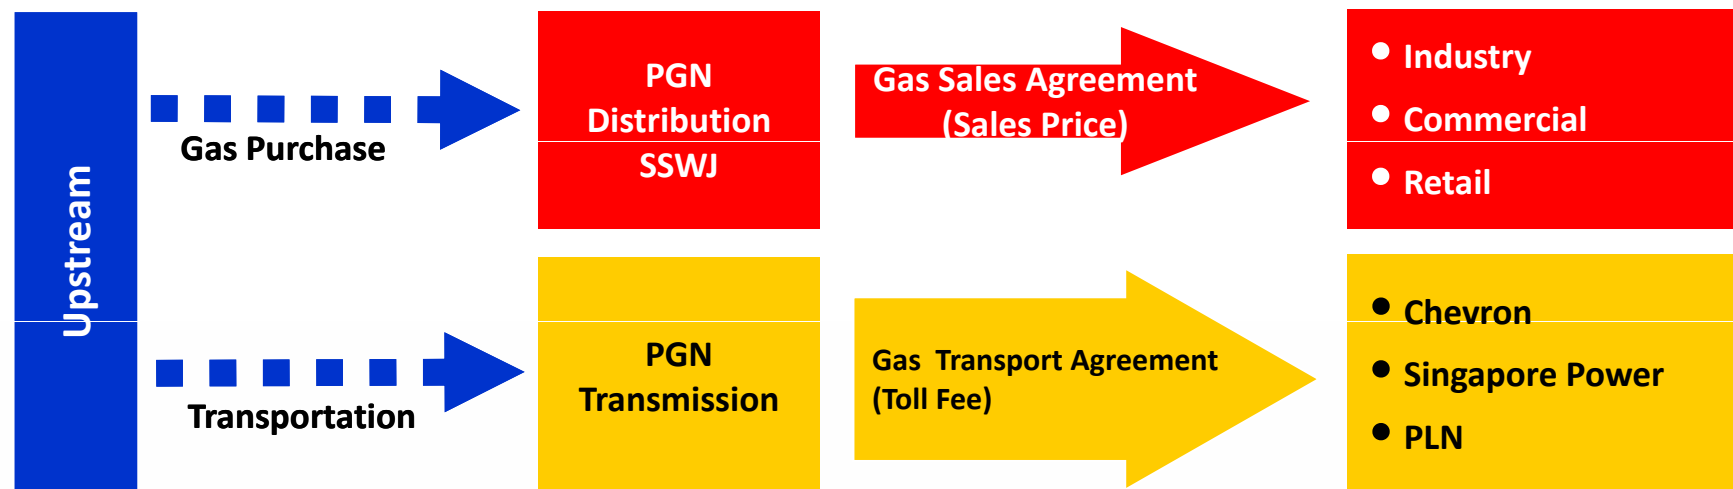 Upstream
Gas Purchase
PGN
Distribution
SSWJ
Gas Sales Agreement
(Sales Price)
● Industry
● Commercial
● Retail
Transportation
PGN
Transmission
Gas Transport Agreement
(Toll Fee)
● Chevron
● Singapore Power
● PLN